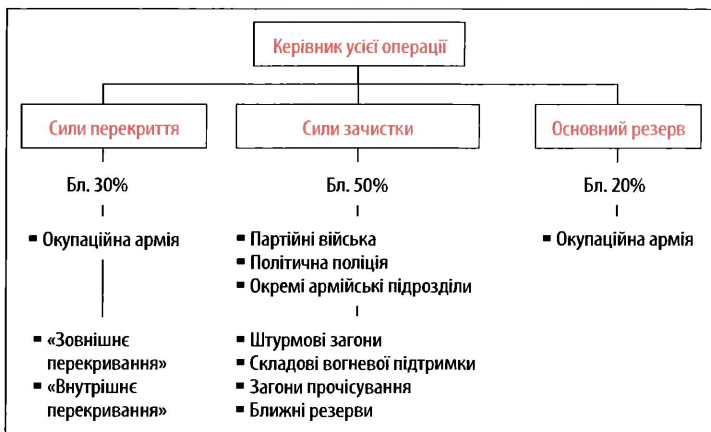 Керівник усієї операції
Сили перекриття
Сили зачистки
Основний резерв
Бл. 30%
Бл. 50%
Бл. 20%
▪ Окупаційна армія
▪ Партійні війська
▪ Політична поліція
▪ Окремі армійські підрозділи
▪ Окупаційна армія
▪ «Зовнішнє
перекривання»
▪ «Внутрішнє
перекривання»
▪ Штурмові загони
▪ Складові вогневої підтримки
▪ Загони прочісування
▪ Ближні резерви